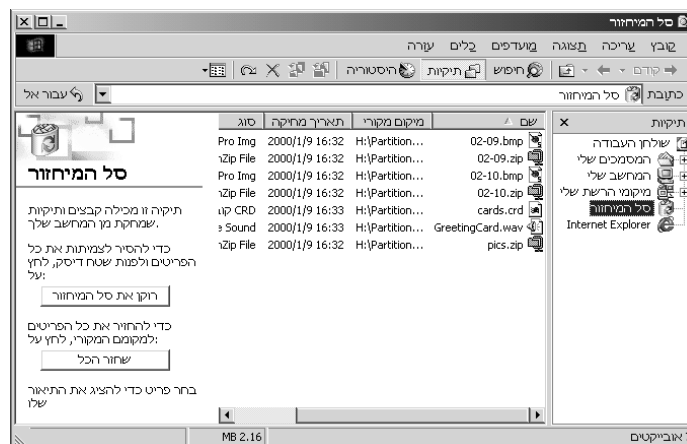 סל המיחזור
קובץ עריכה תצוגה מועדפים כלים עזרה
קודם חיפוש תיקיות היסטוריה
כתובת סל המיחזור עבור אל
תיקיות
שולחן העבודה
המסמכים שלי
המחשב שלי
מיקומי הרשת שלי
סל המיחזור
Internet Explorer
שם מיקום מקורי תאריך מחיקה סוג
02-09.bmp H:\Partition... 2000/1/9 16:32 Pro Img
02-09.zip H:\Partition... 2000/1/9 16:32 nZip File
02-10.bmp H:\Partition... 2000/1/9 16:32 Pro Img
02-10.zip H:\Partition... 2000/1/9 16:32 nZip File
cards.crd H:\Partition... 2000/1/9 16:33 CRD
GreetingCard.wav H:\Partition... 2000/1/9 16:33 e Sound
pics.zip H:\Partition... 2000/1/9 16:32 nZip File
סל המיחזור
תיקיה זו מכילה קבצים ותיקיות
שמחקת מן המחשב שלך.
כדי להסיר לצמיתות את כל
הפריטים ולפנות שטח דיסק, לחץ
על:
רוקן את סל המיחזור
כדי להחזיר את כל הפריטים
למקומם המקורי, לחץ על:
שחזר הכל
בחר פריט כדי להציג את התיאור
שלו
אובייקטים MB 2.16